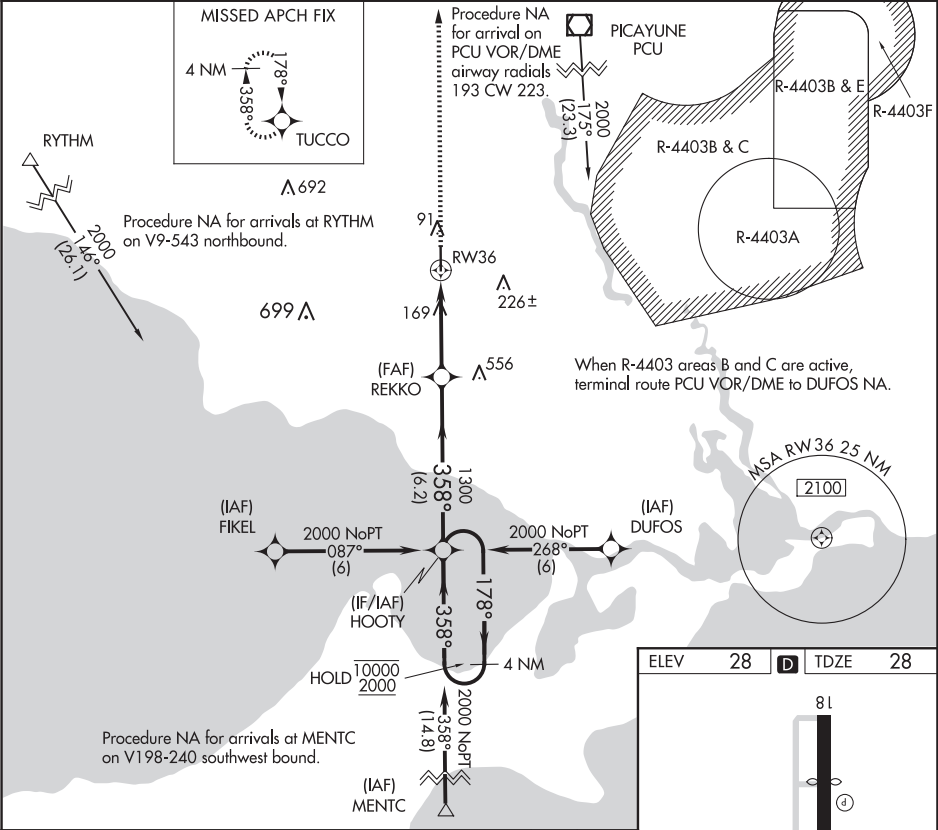 MISSED APCH FIX
4 NM
178°
358°
TUCCO
Procedure NA
for arrival on
PCU VOR/DME
airway radials
193 CW 223.
PICAYUNE
PCU
2000
175°
(23.3)
R-4403B & E
R-4403F
R-4403B & C
R-4403A
RYTHM
2000
146°
(26.1)
692
Procedure NA for arrivals at RYTHM
on V9-543 northbound.
91
RW36
226±
699
169
(FAF)
REKKO
556
When R-4403 areas B and C are active,
terminal route PCU VOR/DME to DUFOS NA.
MSA RW36 25 NM
2100
1300
358°
(6.2)
(IAF)
FIKEL
2000 NoPT
087°
(6)
2000 NoPT
268°
(6)
(IAF)
DUFOS
(IF/IAF)
HOOTY
358°
178°
HOLD
10000
2000
4 NM
2000 NoPT
358°
(14.8)
Procedure NA for arrivals at MENTC
on V198-240 southwest bound.
(IAF)
MENTC
ELEV 28 D TDZE 28
18
P